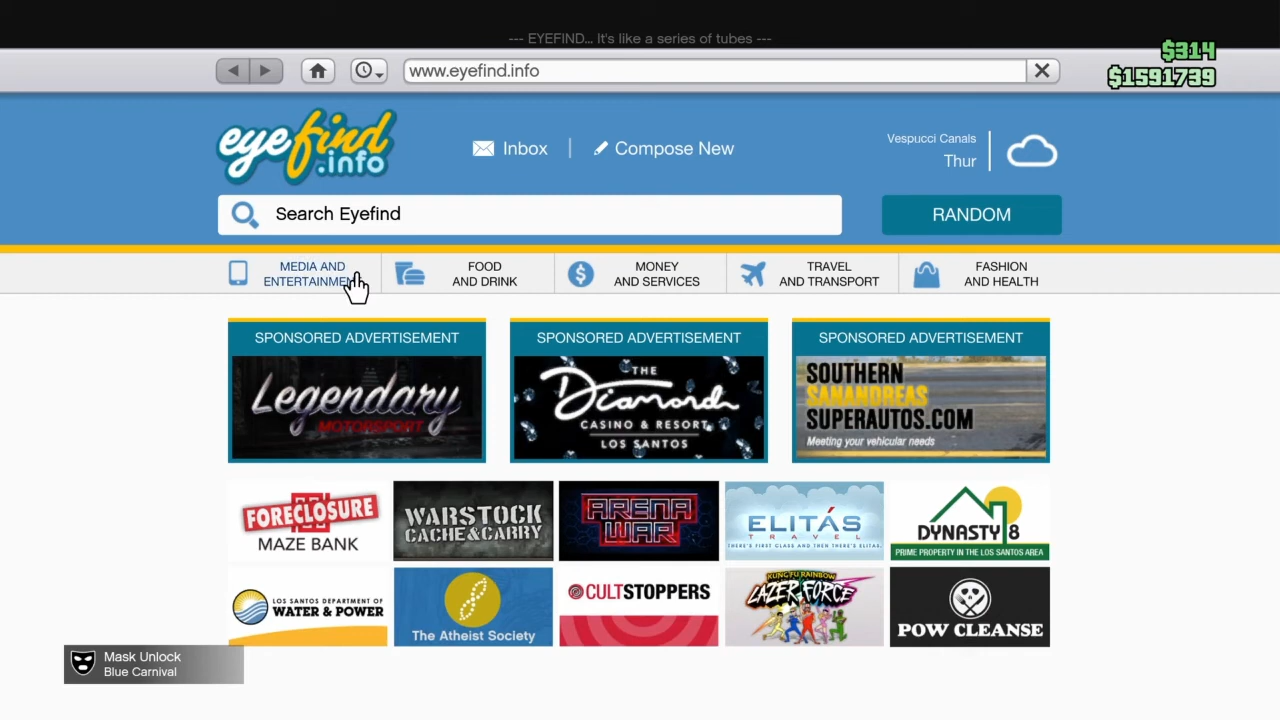 --- EYEFIND... It's like a series of tubes ---
$314
$1591739
www.eyefind.info
eyefind
.info
Inbox
Compose New
Vespucci Canals
Thur
Search Eyefind
RANDOM
MEDIA AND
ENTERTAINMENT
FOOD
AND DRINK
MONEY
AND SERVICES
TRAVEL
AND TRANSPORT
FASHION
AND HEALTH
SPONSORED ADVERTISEMENT
Legendary
MOTORSPORT
SPONSORED ADVERTISEMENT
THE
Diamond
CASINO & RESORT
LOS SANTOS
SPONSORED ADVERTISEMENT
SOUTHERN
SANANDREAS
SUPERAUTOS.COM
Meeting your vehicular needs
FORECLOSURE
MAZE BANK
WARSTOCK
CACHE&CARRY
ARENA
WAR
ELITÁS
TRAVEL
THERE'S FIRST CLASS AND THEN THERE'S ELITAS.
DYNASTY 8
PRIME PROPERTY IN THE LOS SANTOS AREA
LOS SANTOS DEPARTMENT OF
WATER & POWER
The Atheist Society
CULTSTOPPERS
KUNG FU RAINBOW
LAZER FORCE
POW CLEANSE
Mask Unlock
Blue Carnival